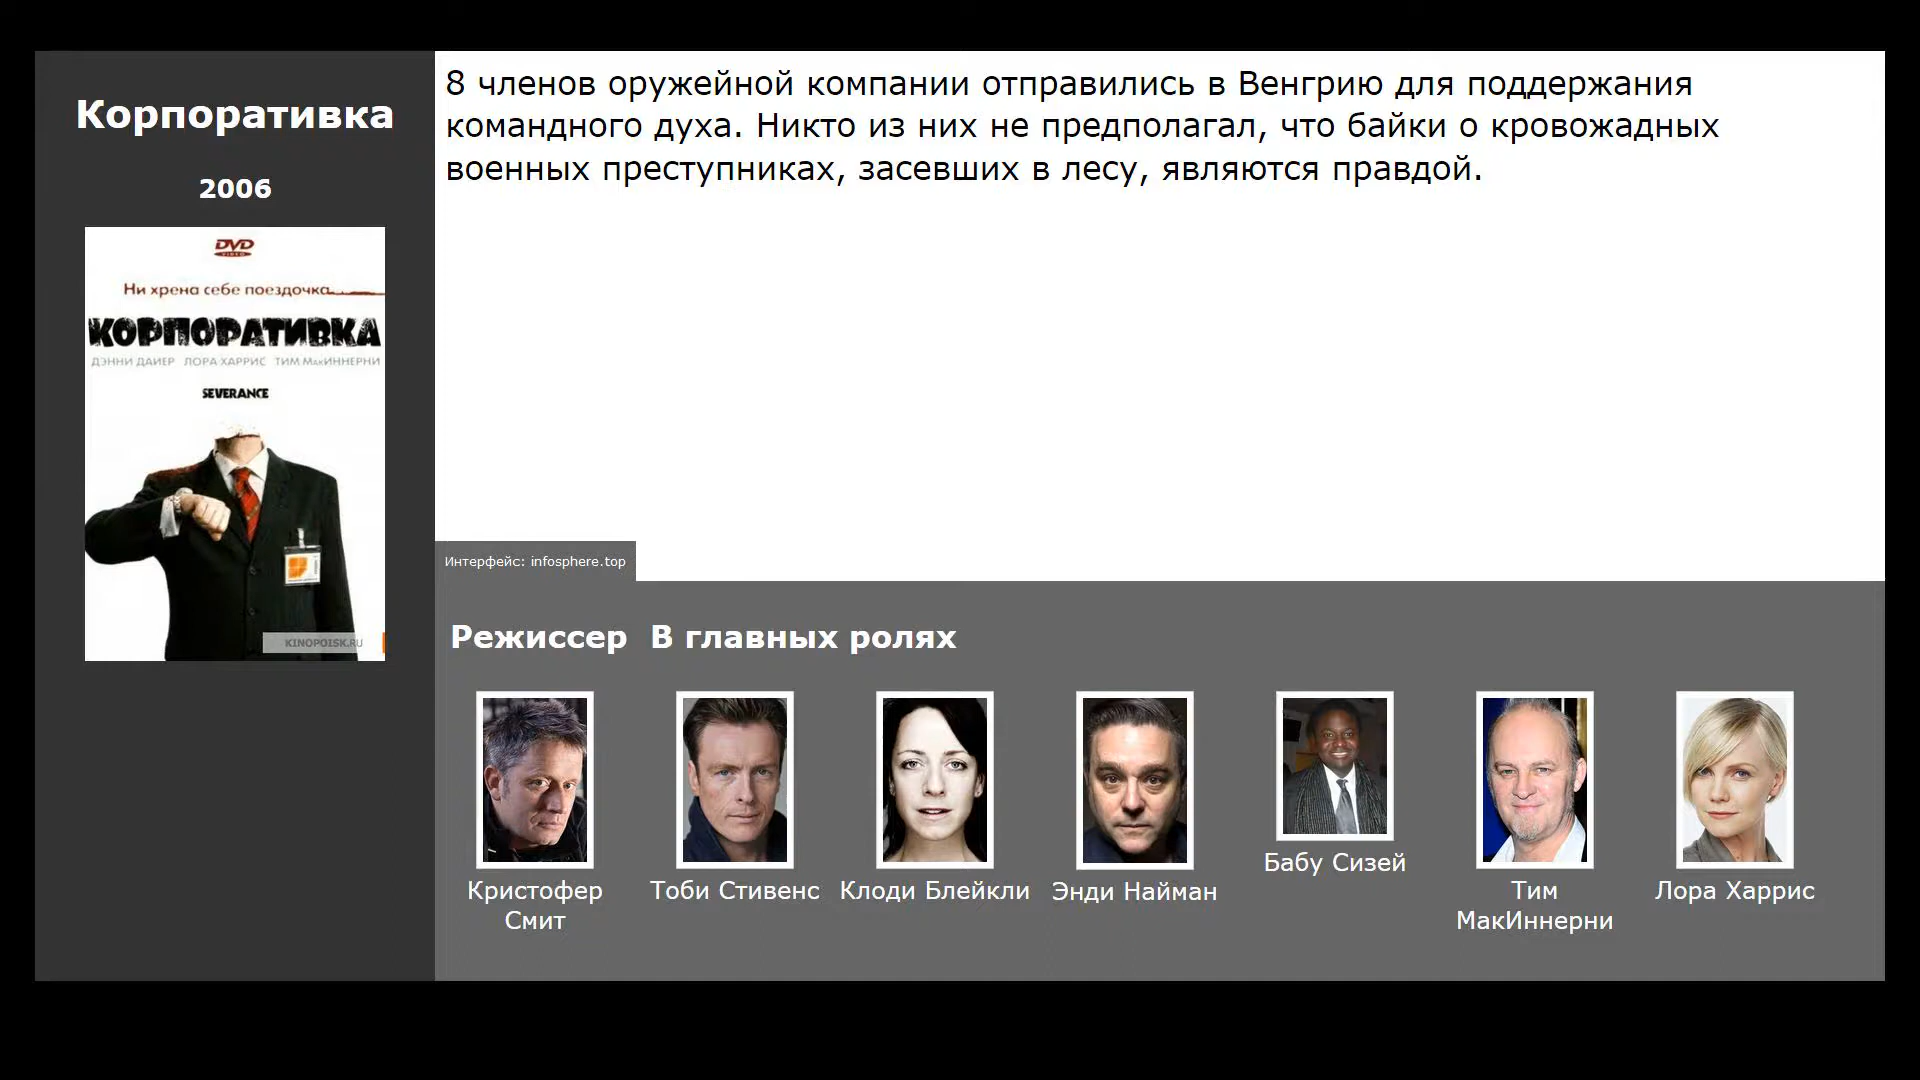 Корпоративка
2006
DVD
VIDEO
Ни хрена себе поездочка
КОРПОРАТИВКА
ДЭННИ ДАЙЕР ЛОРА ХАРРИС ТИМ МАКИННЕРНИ
SEVERANCE
KINOPOISK.RU
8 членов оружейной компании отправились в Венгрию для поддержания
командного духа. Никто из них не предполагал, что байки о кровожадных
военных преступниках, засевших в лесу, являются правдой.
Интерфейс: infosphere.top
Режиссер В главных ролях
Кристофер
Смит
Тоби Стивенс
Клоди Блейкли
Энди Найман
Бабу Сизей
Тим
МакИннерни
Лора Харрис